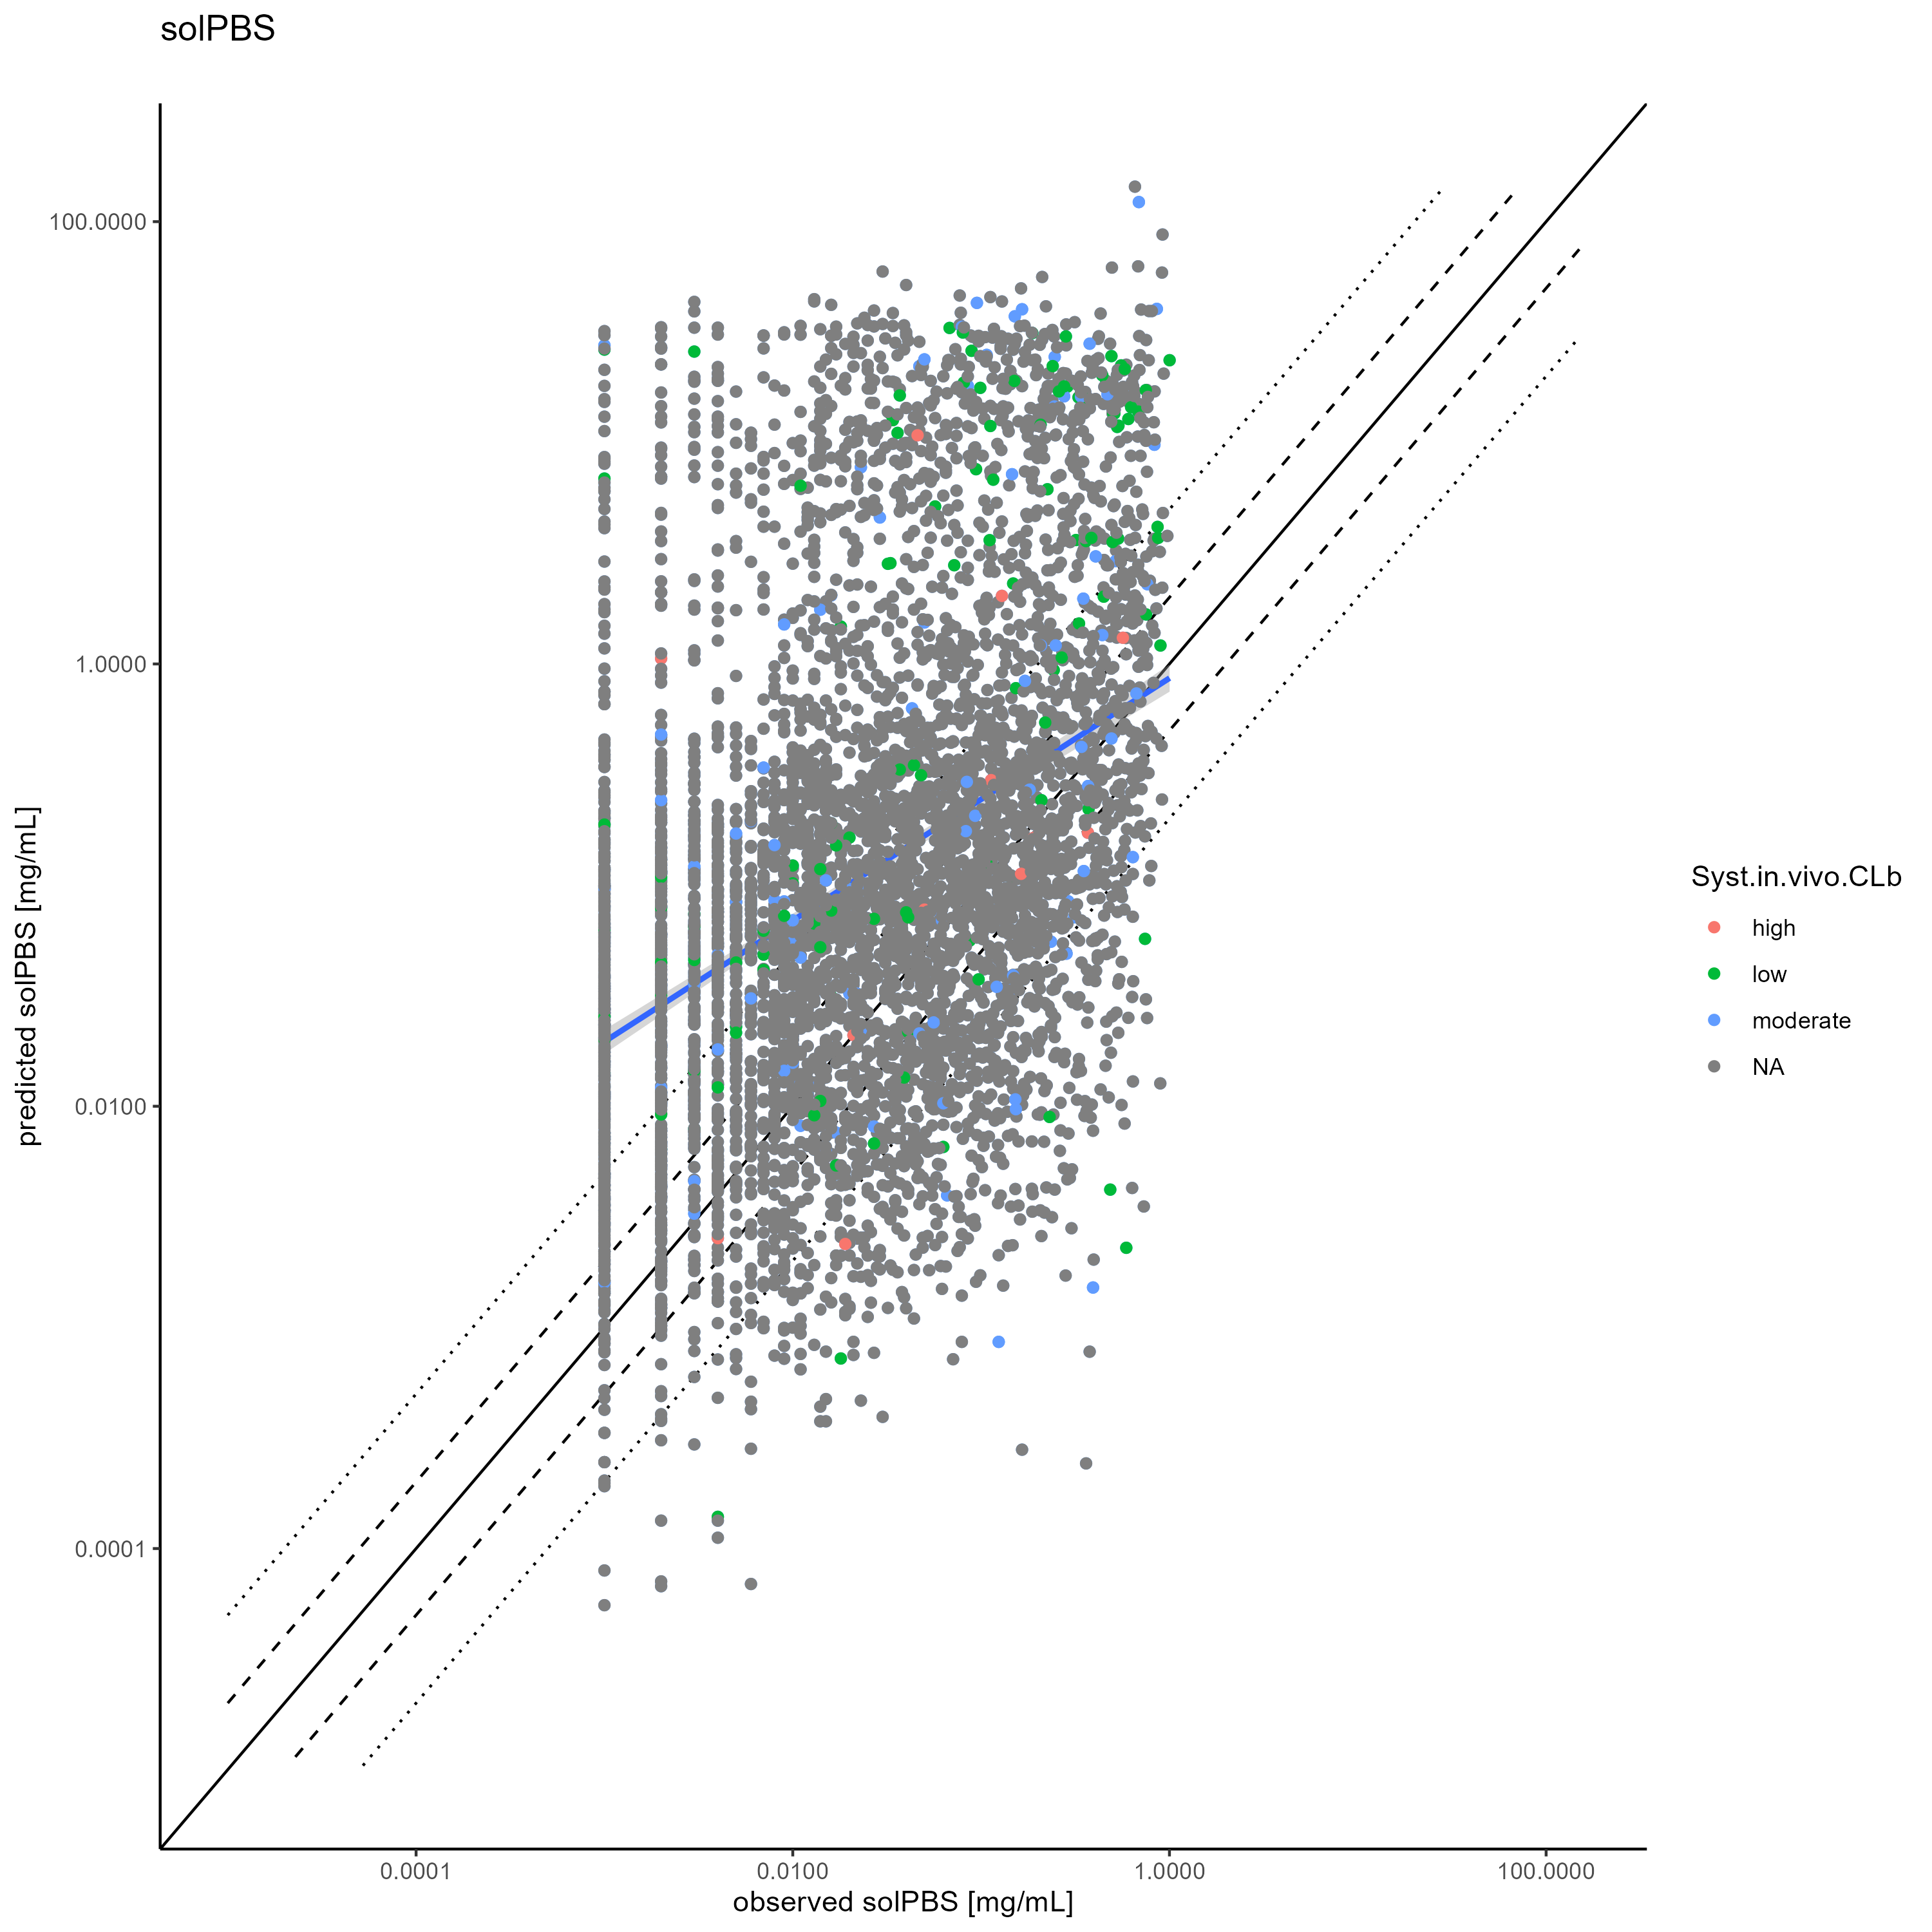 solPBS
100.0000
1.0000
0.0100
0.0001
predicted solPBS [mg/mL]
0.0001
0.0100
1.0000
100.0000
observed solPBS [mg/mL]
Syst.in.vivo.CLb
high
low
moderate
NA